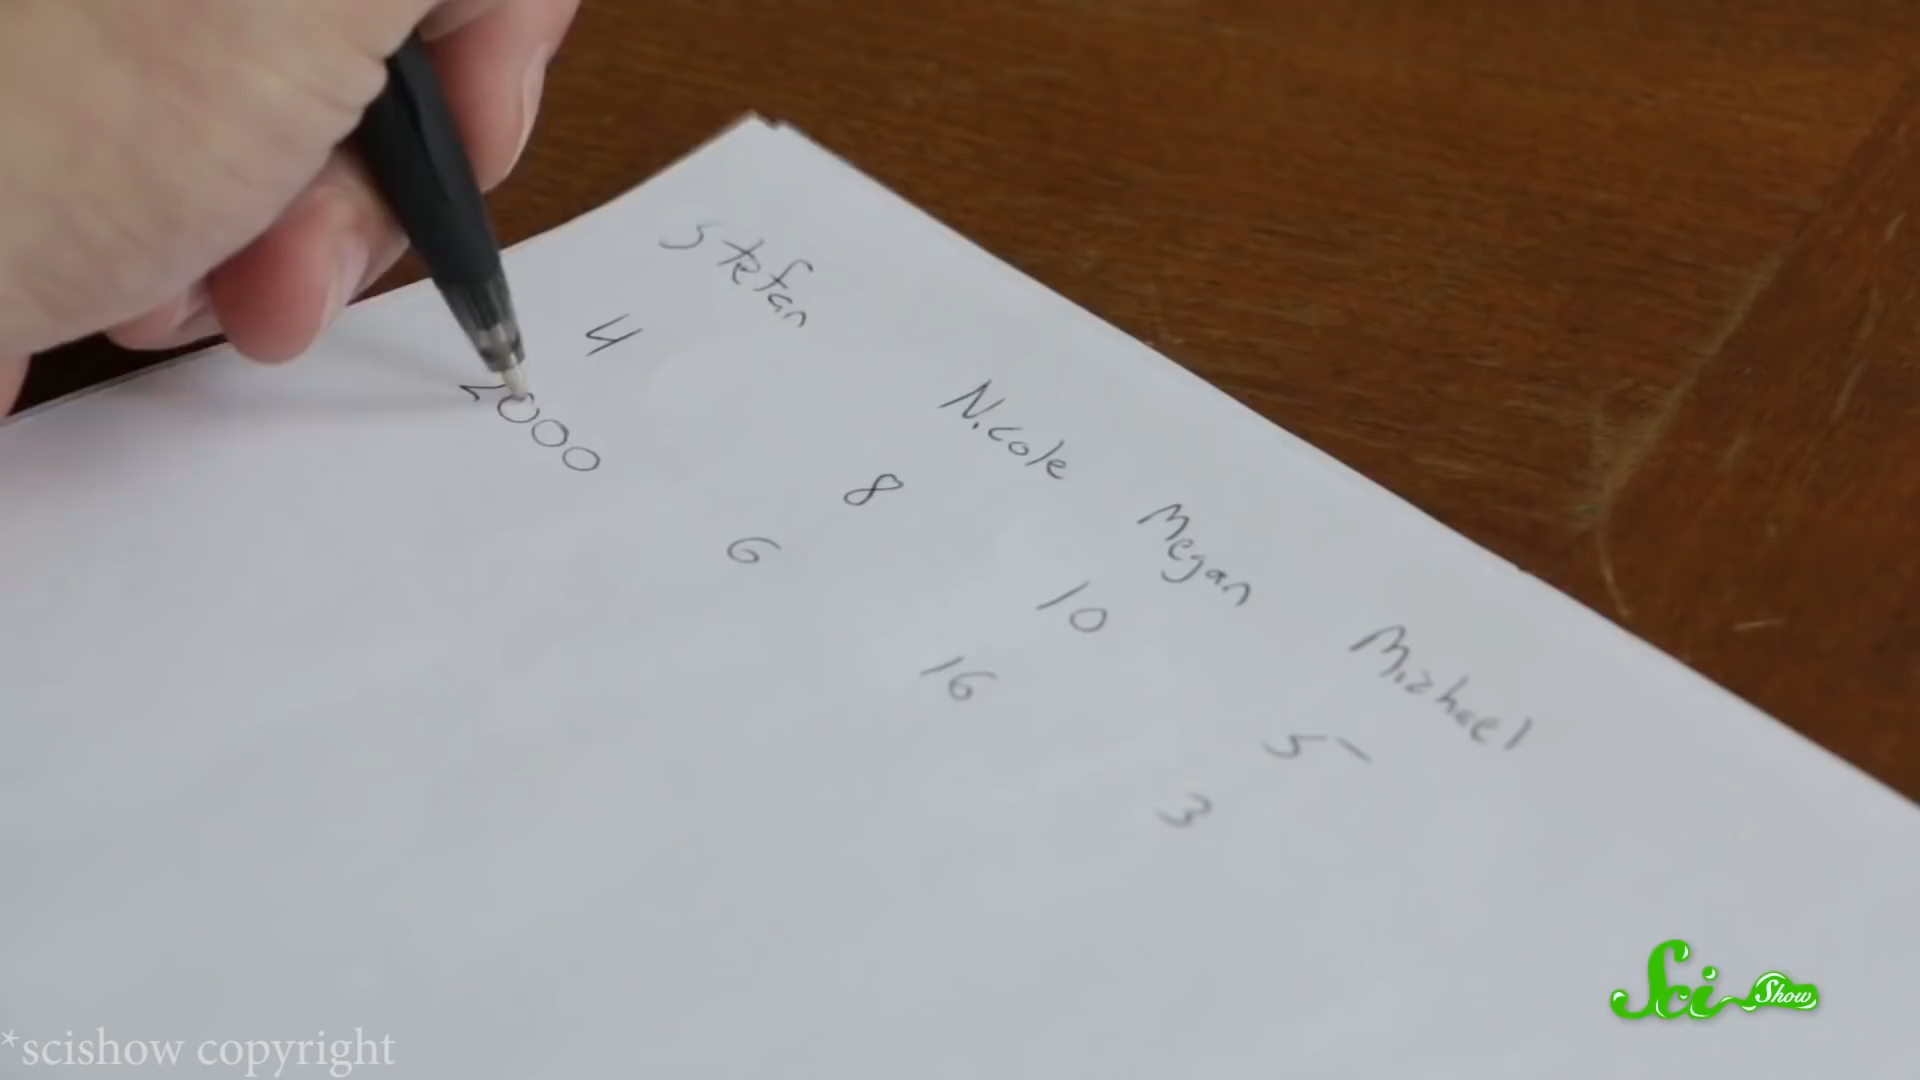 Stefan Nicole Megan Michael
4 8 10 5
2000 6 16 3
Sci Show
*scishow copyright